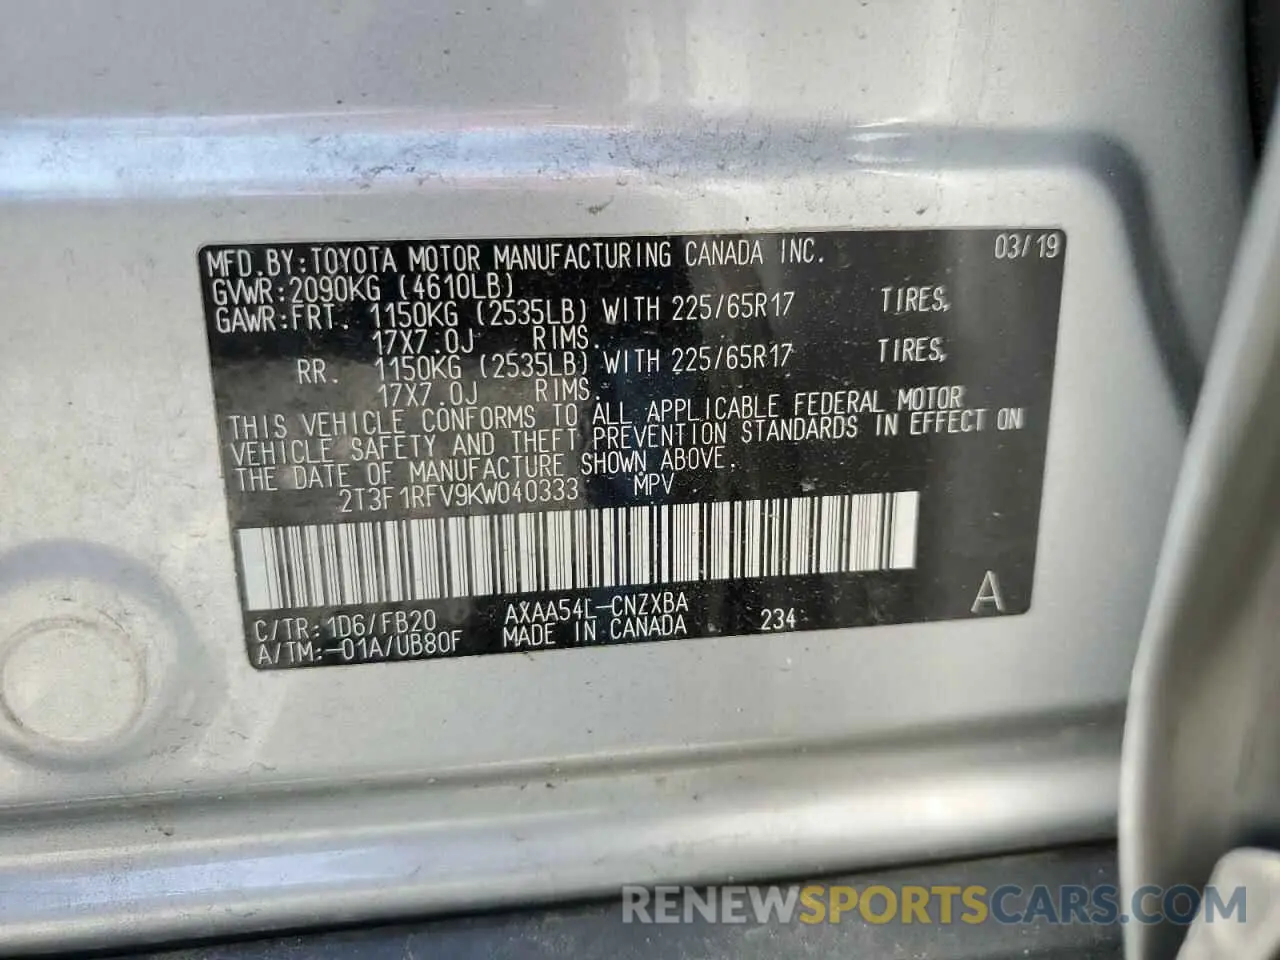 MFD.BY:TOYOTA MOTOR MANUFACTURING CANADA INC. 03/19
GVWR:2090KG (4610LB)
GAWR:FRT. 1150KG (2535LB) WITH 225/65R17 TIRES,
17X7.0J RIMS.
RR. 1150KG (2535LB) WITH 225/65R17 TIRES,
17X7.0J RIMS.
THIS VEHICLE CONFORMS TO ALL APPLICABLE FEDERAL MOTOR
VEHICLE SAFETY AND THEFT PREVENTION STANDARDS IN EFFECT ON
THE DATE OF MANUFACTURE SHOWN ABOVE.
2T3F1RFV9KW040333 MPV
C/TR:1D6/FB20 AXAA54L-CNZXBA 234 A
A/TM:-01A/UB80F MADE IN CANADA
RENEWSPORTSCARS.COM